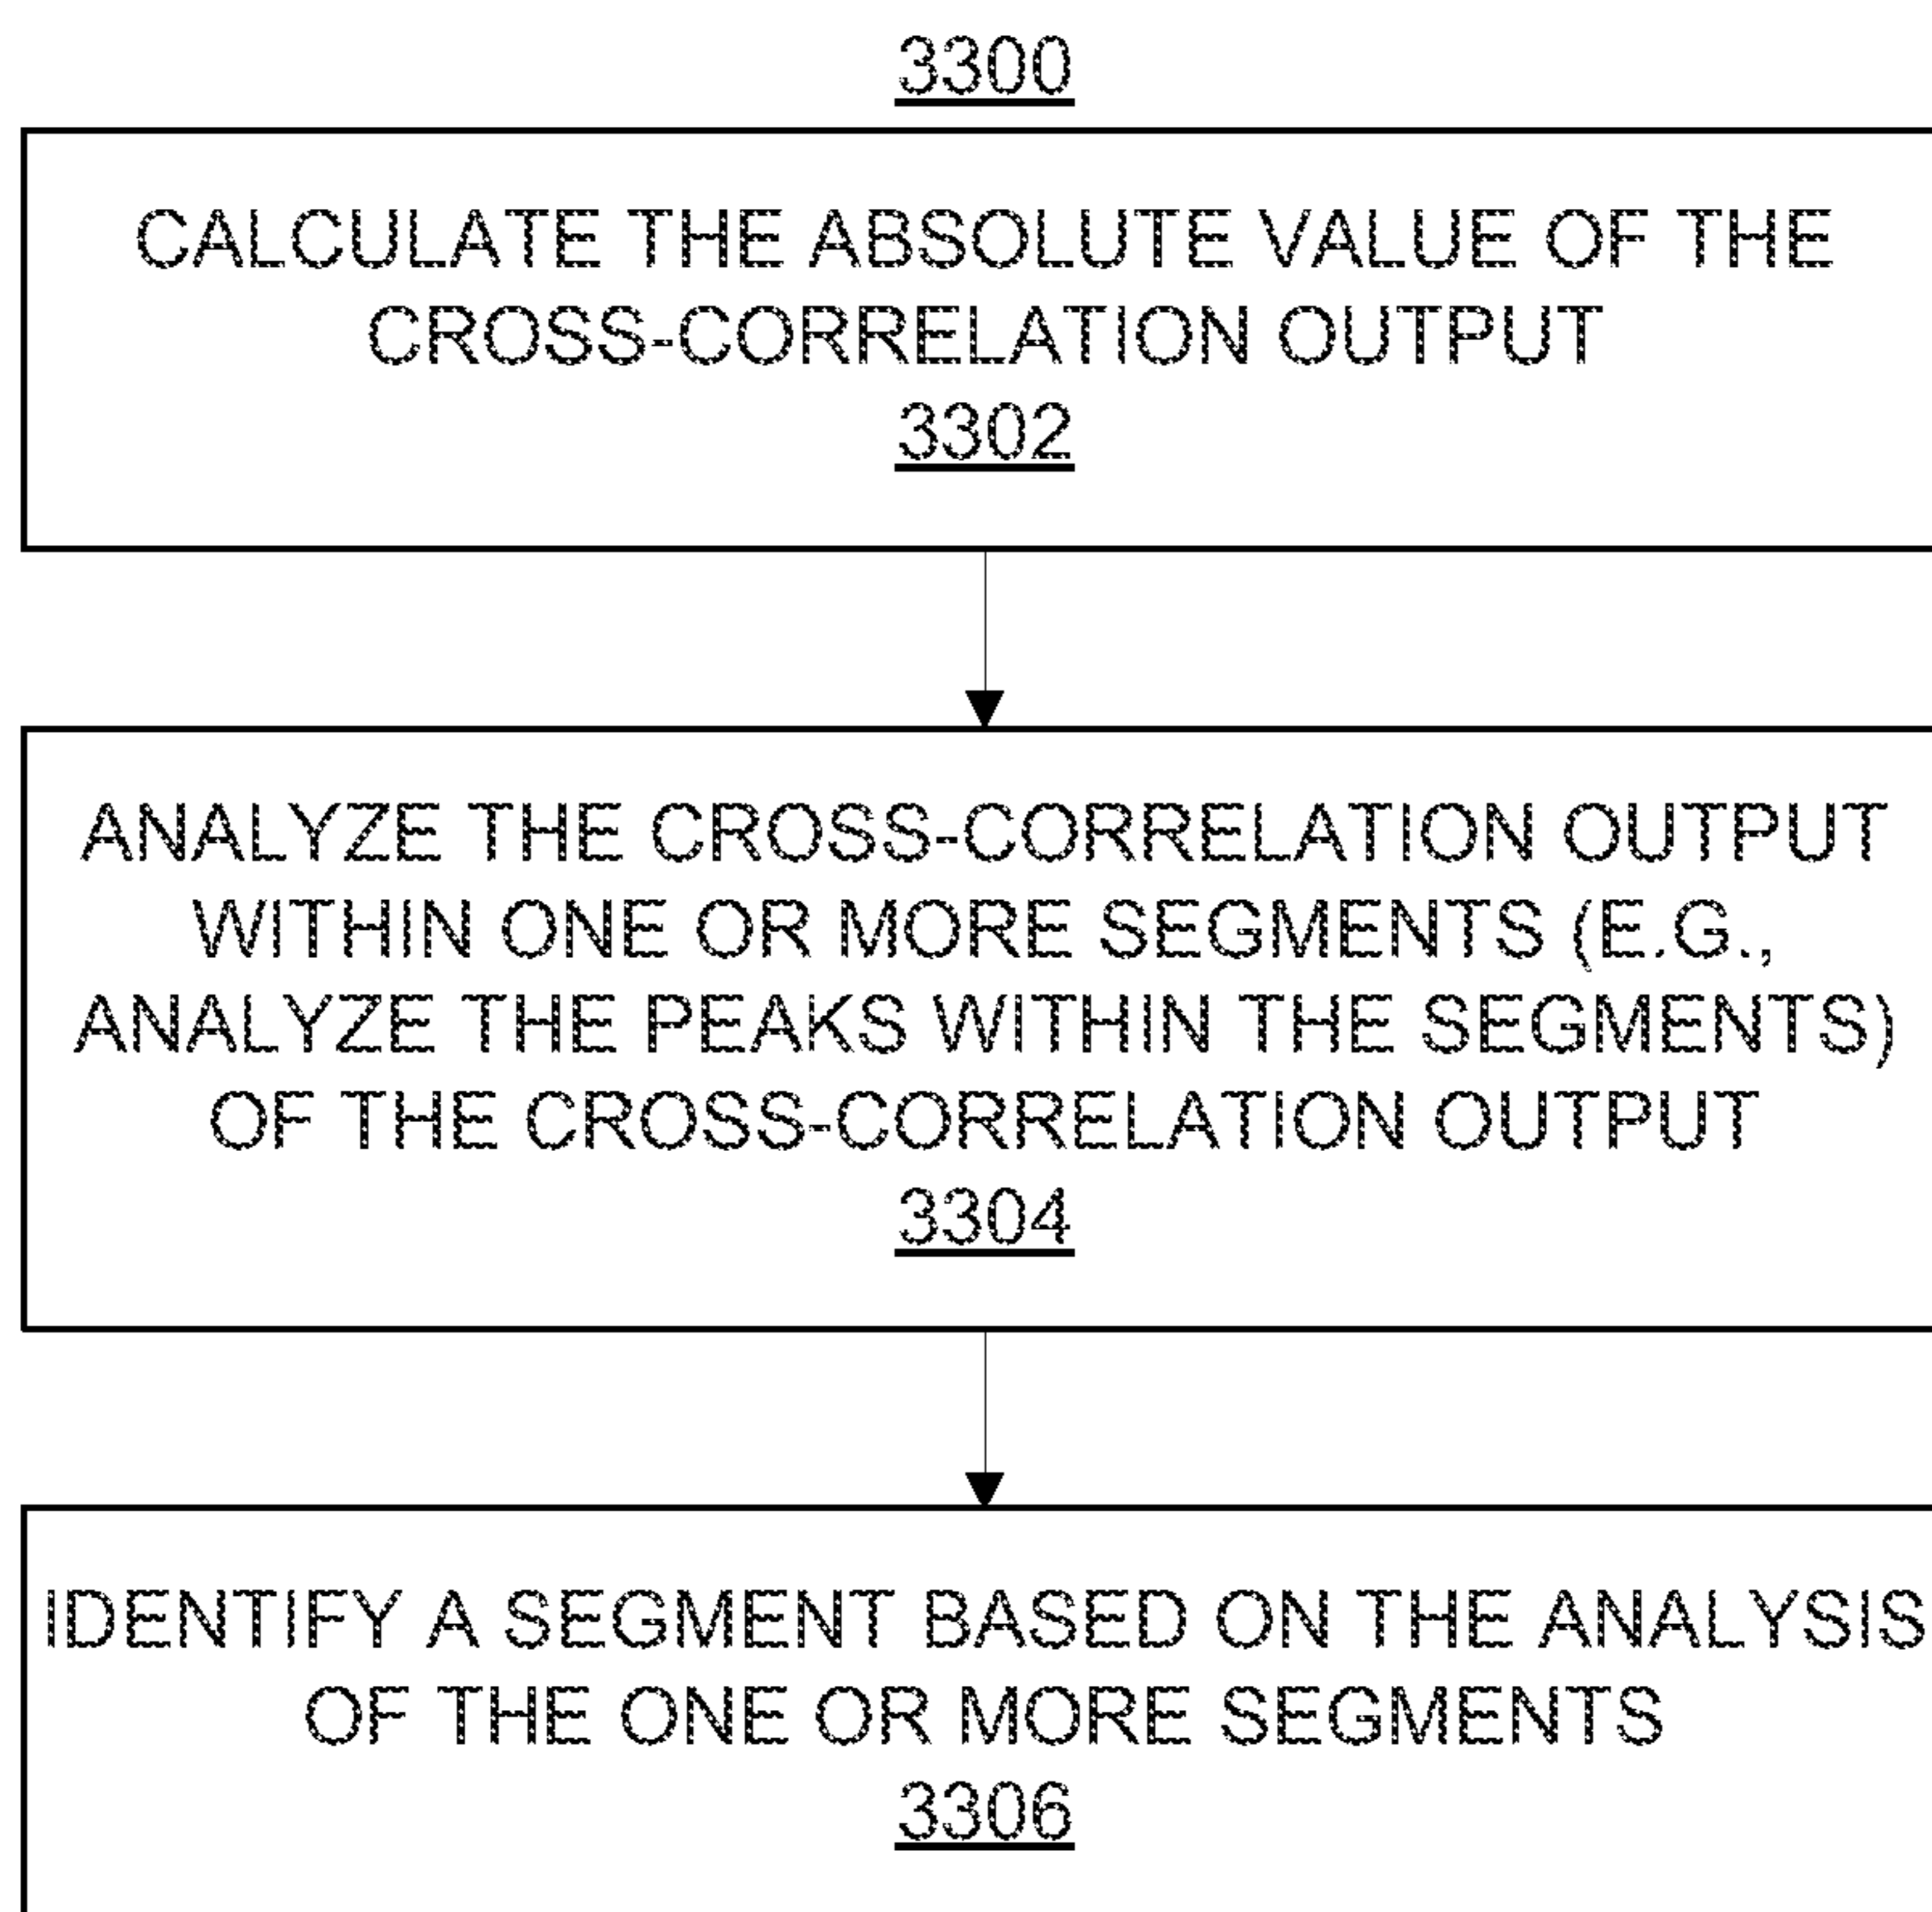 3300
CALCULATE THE ABSOLUTE VALUE OF THE
CROSS-CORRELATION OUTPUT
3302
ANALYZE THE CROSS-CORRELATION OUTPUT
WITHIN ONE OR MORE SEGMENTS (E.G.,
ANALYZE THE PEAKS WITHIN THE SEGMENTS)
OF THE CROSS-CORRELATION OUTPUT
3304
IDENTIFY A SEGMENT BASED ON THE ANALYSIS
OF THE ONE OR MORE SEGMENTS
3306